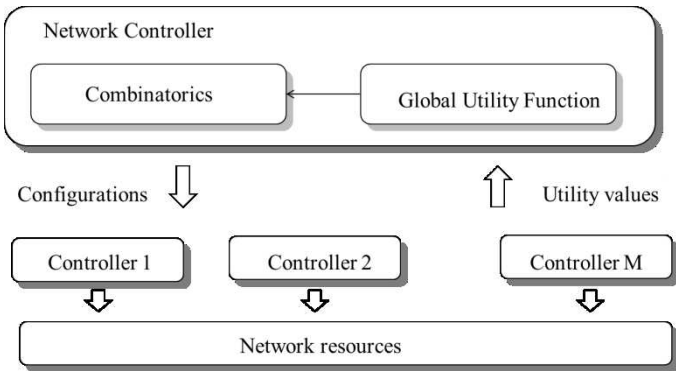 Network Controller
Combinatorics
Global Utility Function
Configurations
Utility values
Controller 1
Controller 2
Controller M
Network resources